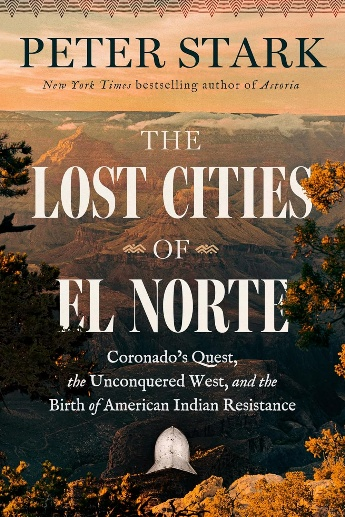 PETER STARK
New York Times bestselling author of Astoria
THE
LOST CITIES
OF
EL NORTE
Coronado's Quest,
the Unconquered West, and the
Birth of American Indian Resistance